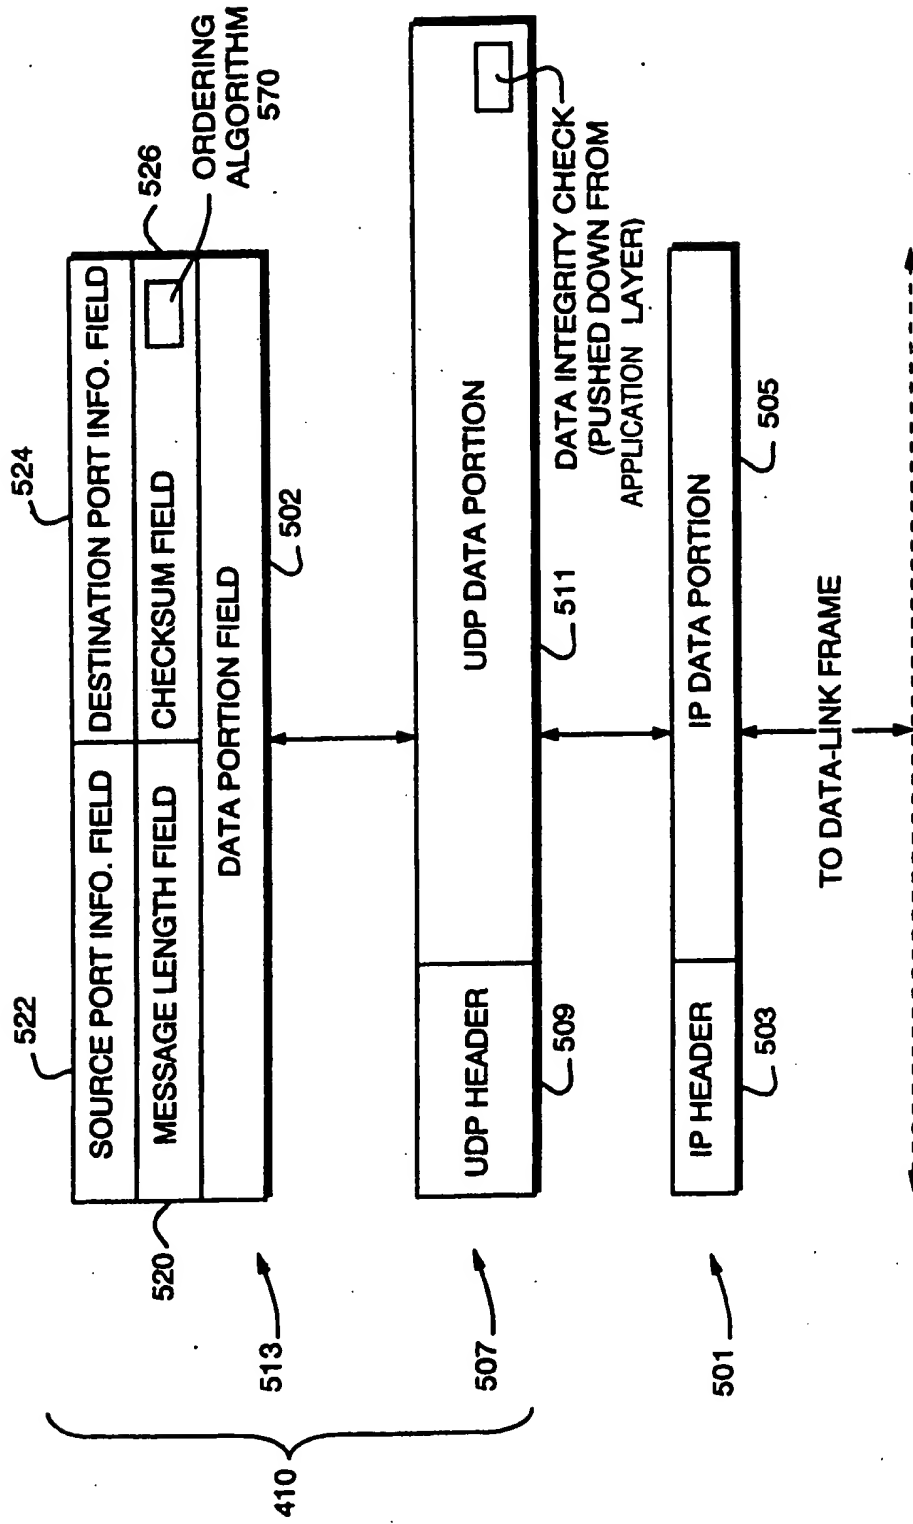 522
524
SOURCE PORT INFO. FIELD
DESTINATION PORT INFO. FIELD
526
ORDERING
ALGORITHM
570
520
MESSAGE LENGTH FIELD
CHECKSUM FIELD
DATA PORTION FIELD
502
513
410
507
UDP HEADER
UDP DATA PORTION
509
511
DATA INTEGRITY CHECK
(PUSHED DOWN FROM
APPLICATION LAYER)
501
IP HEADER
IP DATA PORTION
503
505
TO DATA-LINK FRAME